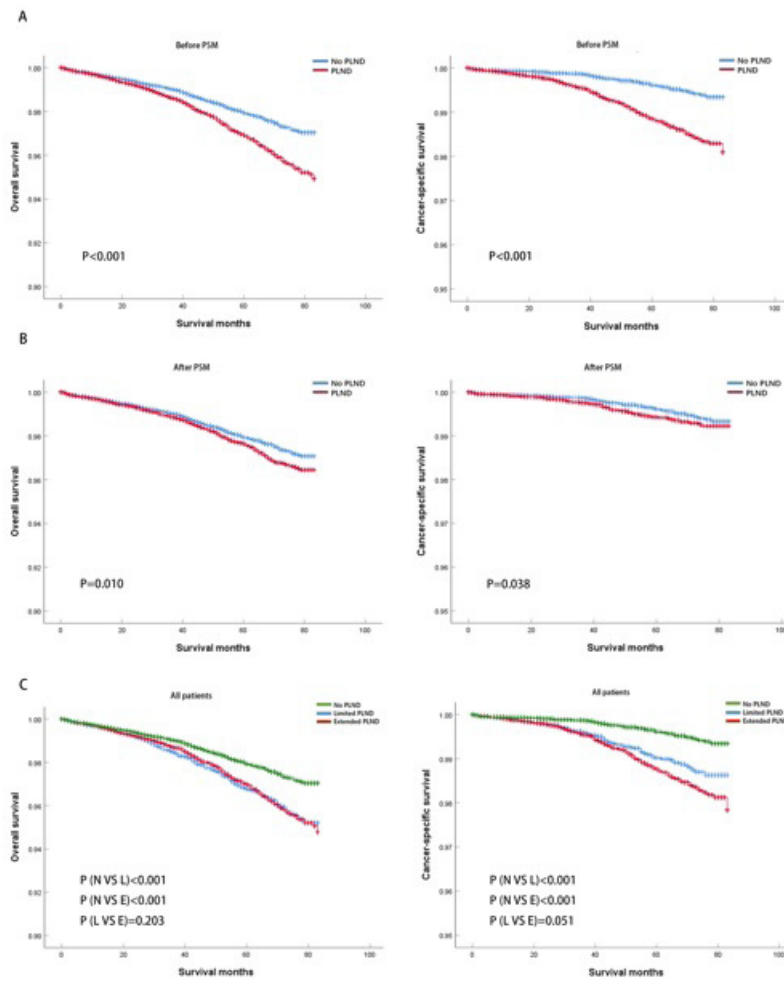 A
Before PSM
No PLND
PLND
1.00
0.98
0.96
0.94
0.92
0.90
Overall survival
P<0.001
0 20 40 60 80 100
Survival months
Before PSM
No PLND
PLND
1.00
0.99
0.98
0.97
0.96
0.95
Cancer-specific survival
P<0.001
0 20 40 60 80 100
Survival months
B
After PSM
No PLND
PLND
1.00
0.98
0.96
0.94
0.92
0.90
Overall survival
P=0.010
0 20 40 60 80 100
Survival months
After PSM
No PLND
PLND
1.00
0.99
0.98
0.97
0.96
0.95
Cancer-specific survival
P=0.038
0 20 40 60 80 100
Survival months
C
All patients
No PLND
Limited PLND
Extended PLND
1.00
0.98
0.96
0.94
0.92
0.90
Overall survival
P (N VS L)<0.001
P (N VS E)<0.001
P (L VS E)=0.203
0 20 40 60 80 100
Survival months
All patients
No PLND
Limited PLND
Extended PLND
1.00
0.99
0.98
0.97
0.96
0.95
Cancer-specific survival
P (N VS L)<0.001
P (N VS E)<0.001
P (L VS E)=0.051
0 20 40 60 80 100
Survival months